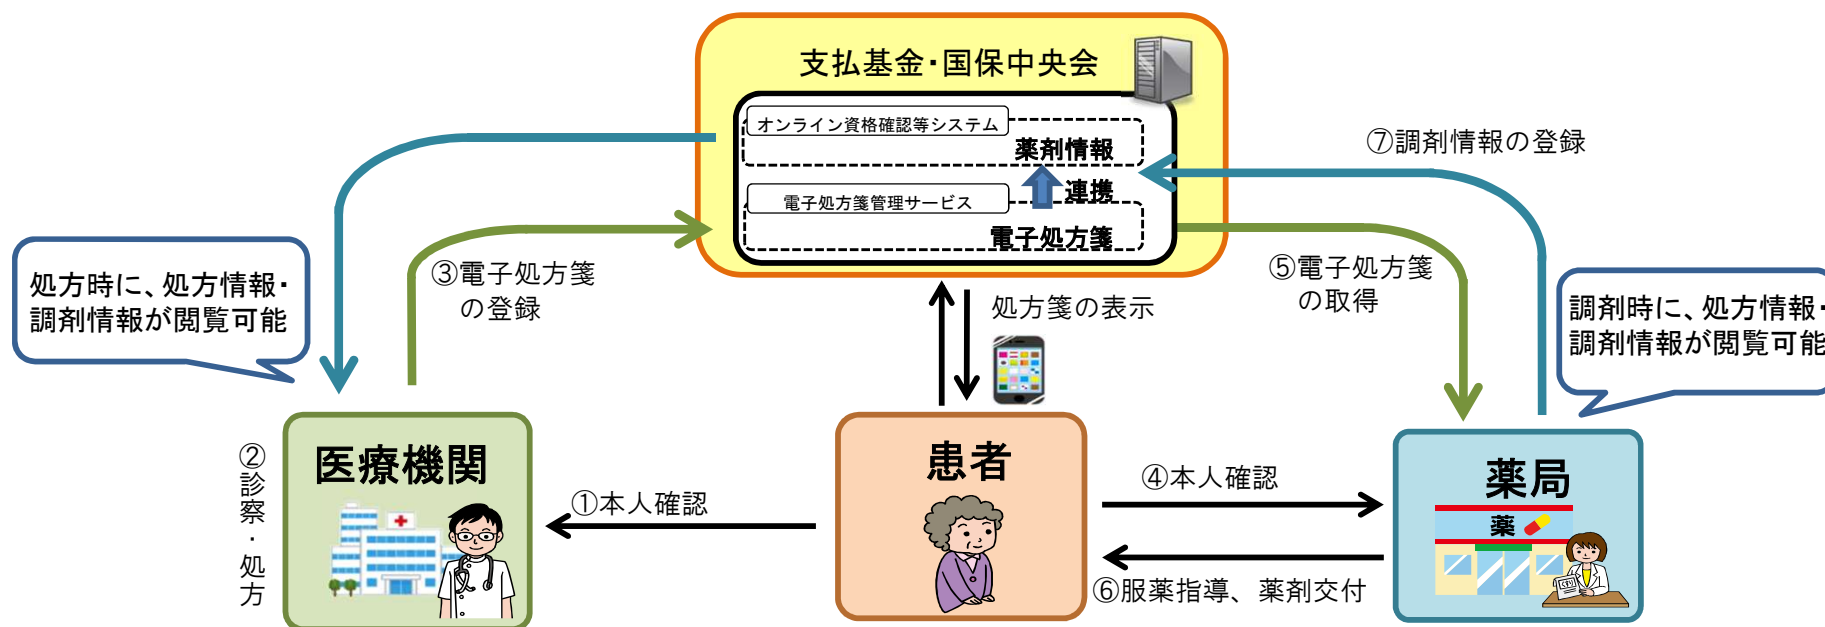 支払基金・国保中央会
オンライン資格確認等システム
薬剤情報
連携
電子処方箋管理サービス
電子処方箋
⑦調剤情報の登録
処方時に、処方情報・
調剤情報が閲覧可能
③電子処方箋
の登録
処方箋の表示
⑤電子処方箋
の取得
調剤時に、処方情報・
調剤情報が閲覧可能
②診察・処方
医療機関
①本人確認
患者
④本人確認
⑥服薬指導、薬剤交付
薬局
薬